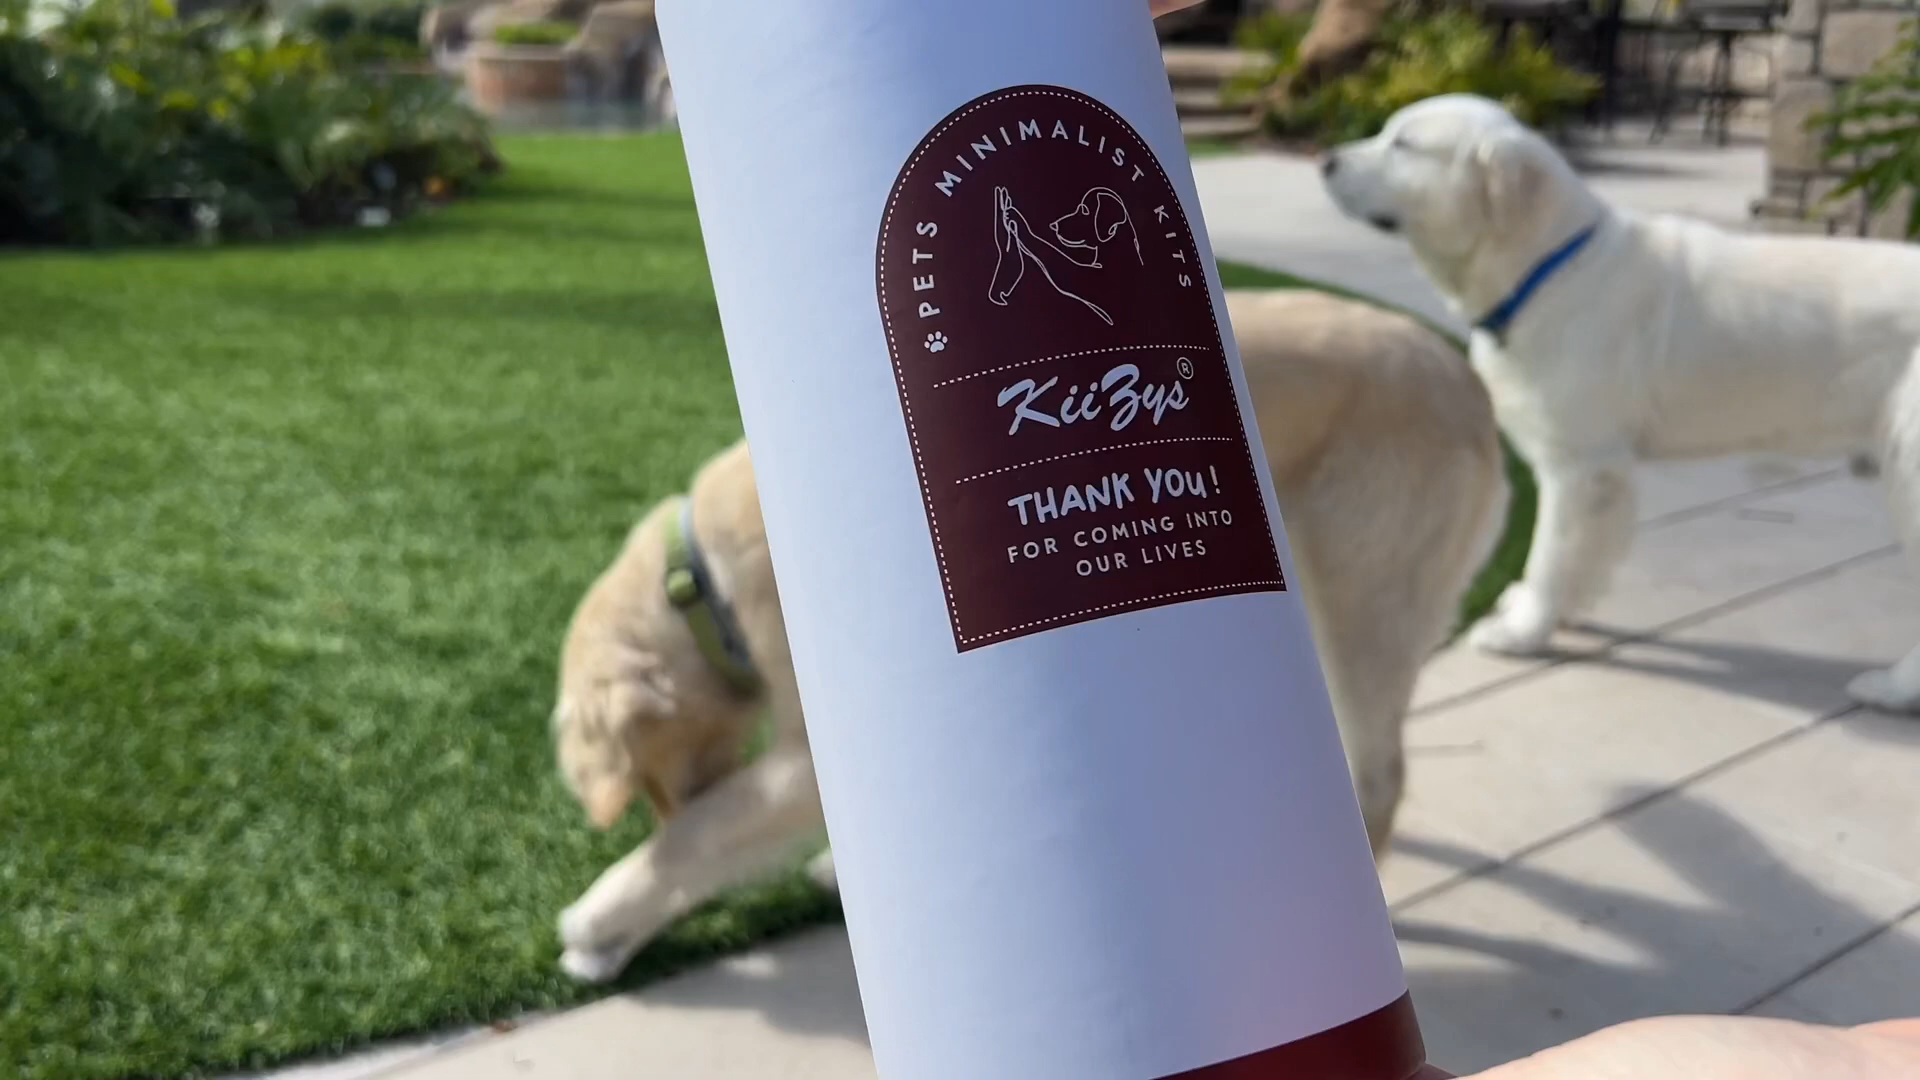 PETS MINIMALIST KITS
KiiZys®
THANK YOU!
FOR COMING INTO
OUR LIVES